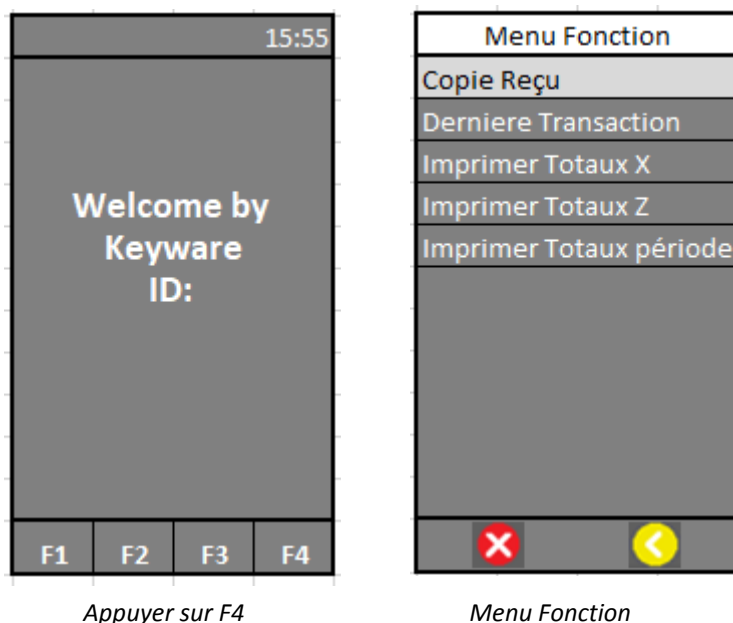 15:55
Welcome by
Keyware
ID:
F1 F2 F3 F4
Appuyer sur F4
Menu Fonction
Copie Reçu
Derniere Transaction
Imprimer Totaux X
Imprimer Totaux Z
Imprimer Totaux période
Menu Fonction